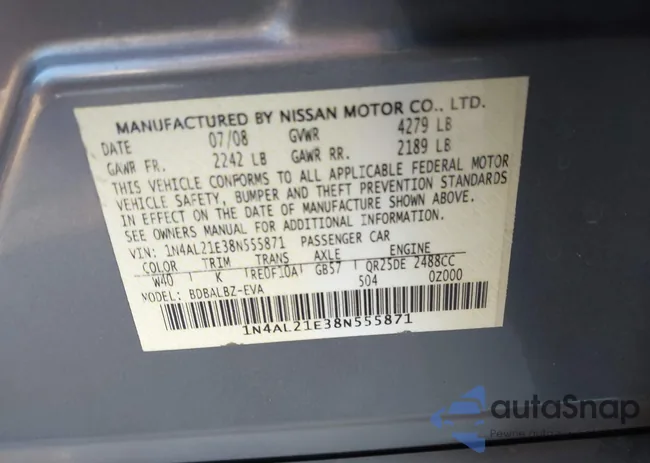 MANUFACTURED BY NISSAN MOTOR CO., LTD.
DATE 07/08 GVWR 4279 LB
GAWR FR. 2242 LB GAWR RR. 2189 LB
THIS VEHICLE CONFORMS TO ALL APPLICABLE FEDERAL MOTOR
VEHICLE SAFETY, BUMPER AND THEFT PREVENTION STANDARDS
IN EFFECT ON THE DATE OF MANUFACTURE SHOWN ABOVE.
SEE OWNERS MANUAL FOR ADDITIONAL INFORMATION.
VIN: 1N4AL21E38N555871 PASSENGER CAR
COLOR TRIM TRANS AXLE ENGINE
W40 K RE0F10A GB57 QR25DE 2488CC
504 0Z000
MODEL: BDBALBZ-EVA
1N4AL21E38N555871
autaSnap